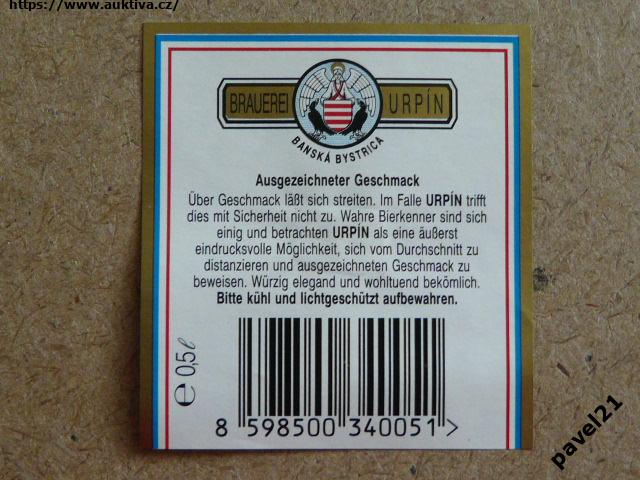 https://www.auktiva.cz/
BRAUEREI URPÍN
BANSKÁ BYSTRICA
Ausgezeichneter Geschmack
Über Geschmack läßt sich streiten. Im Falle URPÍN trifft
dies mit Sicherheit nicht zu. Wahre Bierkenner sind sich
einig und betrachten URPÍN als eine äußerst
eindrucksvolle Möglichkeit, sich vom Durchschnitt zu
distanzieren und ausgezeichneten Geschmack zu
beweisen. Würzig elegand und wohltuend bekömlich.
Bitte kühl und lichtgeschützt aufbewahren.
℮ 0,5ℓ
8 598500 340051 >
pavel21